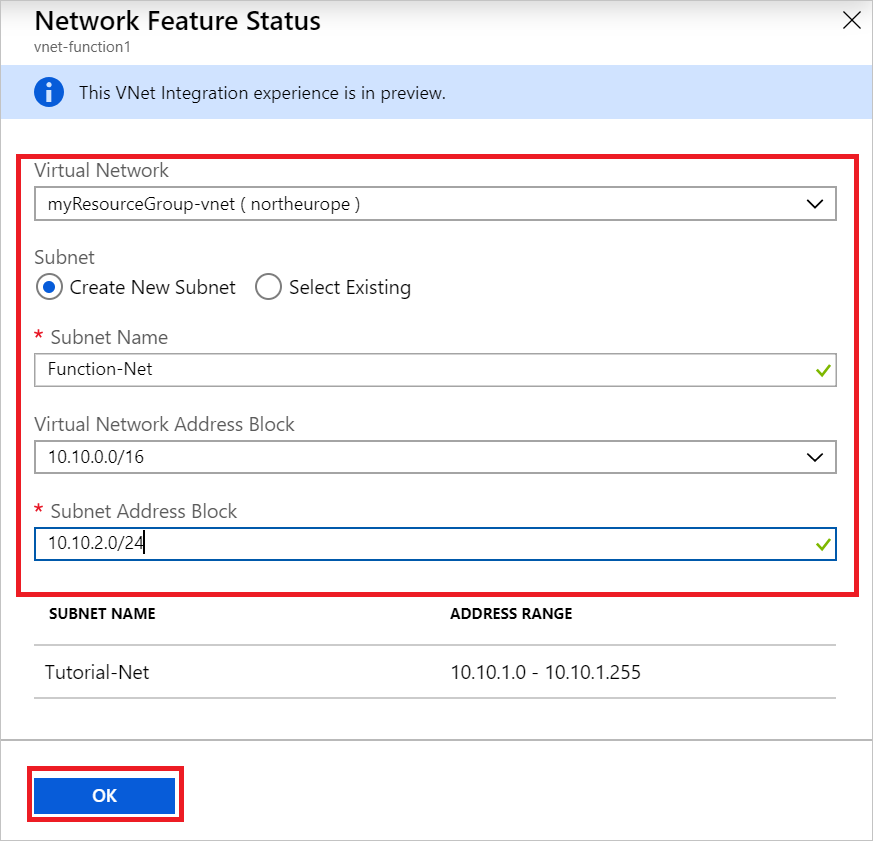 Network Feature Status
vnet-function1
This VNet Integration experience is in preview.
Virtual Network
myResourceGroup-vnet ( northeurope )
Subnet
Create New Subnet Select Existing
* Subnet Name
Function-Net
Virtual Network Address Block
10.10.0.0/16
* Subnet Address Block
10.10.2.0/24
SUBNET NAME ADDRESS RANGE
Tutorial-Net 10.10.1.0 - 10.10.1.255
OK